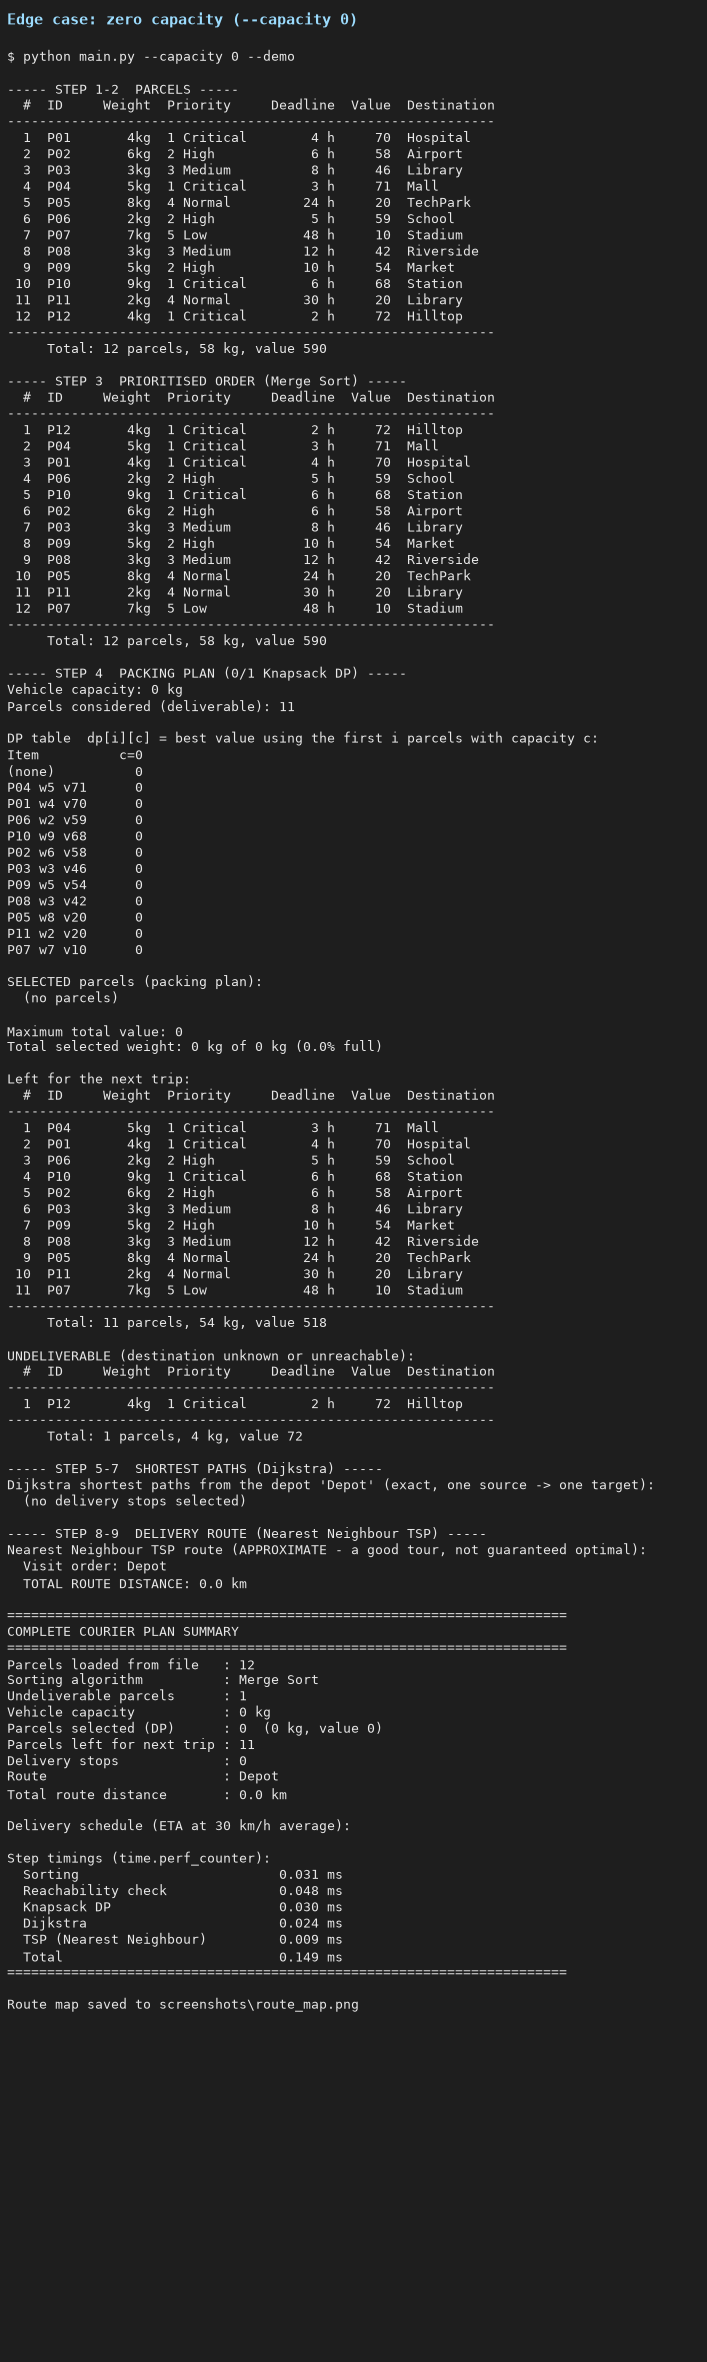 Edge case: zero capacity (--capacity 0)
$ python main.py --capacity 0 --demo
----- STEP 1-2  PARCELS -----
  #  ID     Weight  Priority     Deadline  Value  Destination
-------------------------------------------------------------
  1  P01       4kg  1 Critical        4 h     70  Hospital
  2  P02       6kg  2 High            6 h     58  Airport
  3  P03       3kg  3 Medium          8 h     46  Library
  4  P04       5kg  1 Critical        3 h     71  Mall
  5  P05       8kg  4 Normal         24 h     20  TechPark
  6  P06       2kg  2 High            5 h     59  School
  7  P07       7kg  5 Low            48 h     10  Stadium
  8  P08       3kg  3 Medium         12 h     42  Riverside
  9  P09       5kg  2 High           10 h     54  Market
 10  P10       9kg  1 Critical        6 h     68  Station
 11  P11       2kg  4 Normal         30 h     20  Library
 12  P12       4kg  1 Critical        2 h     72  Hilltop
-------------------------------------------------------------
     Total: 12 parcels, 58 kg, value 590
----- STEP 3  PRIORITISED ORDER (Merge Sort) -----
  #  ID     Weight  Priority     Deadline  Value  Destination
-------------------------------------------------------------
  1  P12       4kg  1 Critical        2 h     72  Hilltop
  2  P04       5kg  1 Critical        3 h     71  Mall
  3  P01       4kg  1 Critical        4 h     70  Hospital
  4  P06       2kg  2 High            5 h     59  School
  5  P10       9kg  1 Critical        6 h     68  Station
  6  P02       6kg  2 High            6 h     58  Airport
  7  P03       3kg  3 Medium          8 h     46  Library
  8  P09       5kg  2 High           10 h     54  Market
  9  P08       3kg  3 Medium         12 h     42  Riverside
 10  P05       8kg  4 Normal         24 h     20  TechPark
 11  P11       2kg  4 Normal         30 h     20  Library
 12  P07       7kg  5 Low            48 h     10  Stadium
-------------------------------------------------------------
     Total: 12 parcels, 58 kg, value 590
----- STEP 4  PACKING PLAN (0/1 Knapsack DP) -----
Vehicle capacity: 0 kg
Parcels considered (deliverable): 11
DP table  dp[i][c] = best value using the first i parcels with capacity c:
Item          c=0
(none)          0
P04 w5 v71      0
P01 w4 v70      0
P06 w2 v59      0
P10 w9 v68      0
P02 w6 v58      0
P03 w3 v46      0
P09 w5 v54      0
P08 w3 v42      0
P05 w8 v20      0
P11 w2 v20      0
P07 w7 v10      0
SELECTED parcels (packing plan):
  (no parcels)
Maximum total value: 0
Total selected weight: 0 kg of 0 kg (0.0% full)
Left for the next trip:
  #  ID     Weight  Priority     Deadline  Value  Destination
-------------------------------------------------------------
  1  P04       5kg  1 Critical        3 h     71  Mall
  2  P01       4kg  1 Critical        4 h     70  Hospital
  3  P06       2kg  2 High            5 h     59  School
  4  P10       9kg  1 Critical        6 h     68  Station
  5  P02       6kg  2 High            6 h     58  Airport
  6  P03       3kg  3 Medium          8 h     46  Library
  7  P09       5kg  2 High           10 h     54  Market
  8  P08       3kg  3 Medium         12 h     42  Riverside
  9  P05       8kg  4 Normal         24 h     20  TechPark
 10  P11       2kg  4 Normal         30 h     20  Library
 11  P07       7kg  5 Low            48 h     10  Stadium
-------------------------------------------------------------
     Total: 11 parcels, 54 kg, value 518
UNDELIVERABLE (destination unknown or unreachable):
  #  ID     Weight  Priority     Deadline  Value  Destination
-------------------------------------------------------------
  1  P12       4kg  1 Critical        2 h     72  Hilltop
-------------------------------------------------------------
     Total: 1 parcels, 4 kg, value 72
----- STEP 5-7  SHORTEST PATHS (Dijkstra) -----
Dijkstra shortest paths from the depot 'Depot' (exact, one source -> one target):
  (no delivery stops selected)
----- STEP 8-9  DELIVERY ROUTE (Nearest Neighbour TSP) -----
Nearest Neighbour TSP route (APPROXIMATE - a good tour, not guaranteed optimal):
  Visit order: Depot
  TOTAL ROUTE DISTANCE: 0.0 km
======================================================================
COMPLETE COURIER PLAN SUMMARY
======================================================================
Parcels loaded from file   : 12
Sorting algorithm          : Merge Sort
Undeliverable parcels      : 1
Vehicle capacity           : 0 kg
Parcels selected (DP)      : 0  (0 kg, value 0)
Parcels left for next trip : 11
Delivery stops             : 0
Route                      : Depot
Total route distance       : 0.0 km
Delivery schedule (ETA at 30 km/h average):
Step timings (time.perf_counter):
  Sorting                         0.031 ms
  Reachability check              0.048 ms
  Knapsack DP                     0.030 ms
  Dijkstra                        0.024 ms
  TSP (Nearest Neighbour)         0.009 ms
  Total                           0.149 ms
======================================================================
Route map saved to screenshots\route_map.png